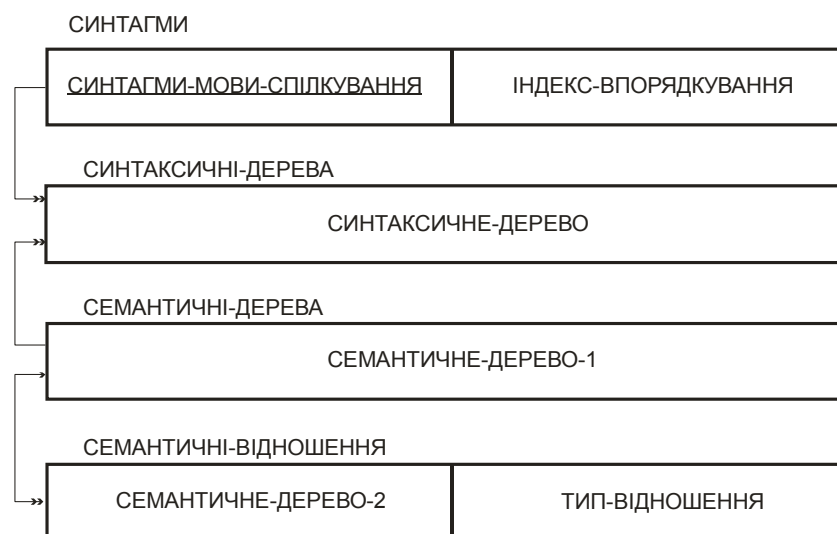 СИНТАГМИ
СИНТАГМИ-МОВИ-СПІЛКУВАННЯ ІНДЕКС-ВПОРЯДКУВАННЯ
СИНТАКСИЧНІ-ДЕРЕВА
СИНТАКСИЧНЕ-ДЕРЕВО
СЕМАНТИЧНІ-ДЕРЕВА
СЕМАНТИЧНЕ-ДЕРЕВО-1
СЕМАНТИЧНІ-ВІДНОШЕННЯ
СЕМАНТИЧНЕ-ДЕРЕВО-2 ТИП-ВІДНОШЕННЯ